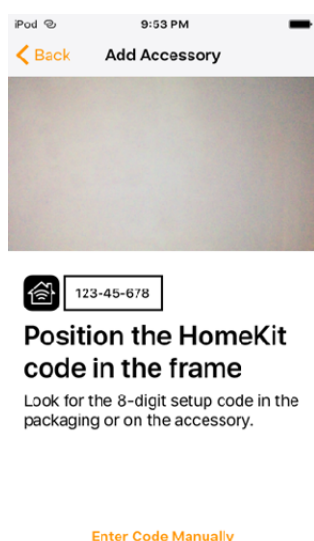 iPod 9:53 PM
Back Add Accessory
123-45-678
Position the HomeKit
code in the frame
Look for the 8-digit setup code in the
packaging or on the accessory.
Enter Code Manually